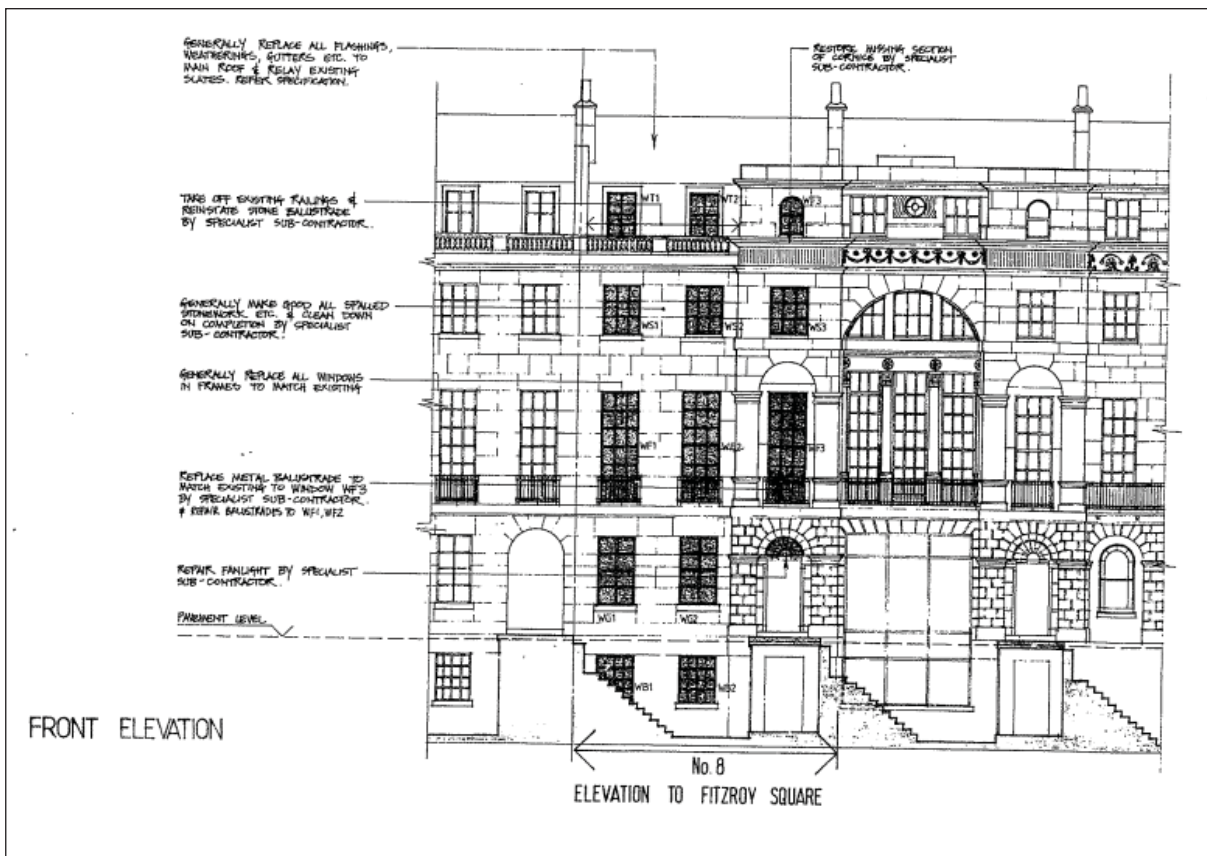 GENERALLY REPLACE ALL FLASHINGS,
WEATHERINGS, GUTTERS ETC. TO
MAIN ROOF & RELAY EXISTING
SLATES. REFER SPECIFICATION.
RESTORE MISSING SECTION
OF CORNICE BY SPECIALIST
SUB-CONTRACTOR.
TAKE OFF EXISTING RAILINGS &
REINSTATE STONE BALUSTRADE
BY SPECIALIST SUB-CONTRACTOR.
WT1
WT2
WF3
GENERALLY MAKE GOOD ALL SPALLED
STONEWORK ETC. & CLEAN DOWN
ON COMPLETION BY SPECIALIST
SUB-CONTRACTOR.
WS1
WS2
WS3
GENERALLY REPLACE ALL WINDOWS
IN FRAMES TO MATCH EXISTING
WF1
WF2
WF3
REPLACE METAL BALUSTRADE TO
MATCH EXISTING TO WINDOW WF3
BY SPECIALIST SUB-CONTRACTOR.
& REPAIR BALUSTRADES TO WF1, WF2
REPAIR FANLIGHT BY SPECIALIST
SUB-CONTRACTOR.
PAVEMENT LEVEL
WG1
WG2
WB1
WB2
FRONT ELEVATION
No. 8
ELEVATION TO FITZROY SQUARE